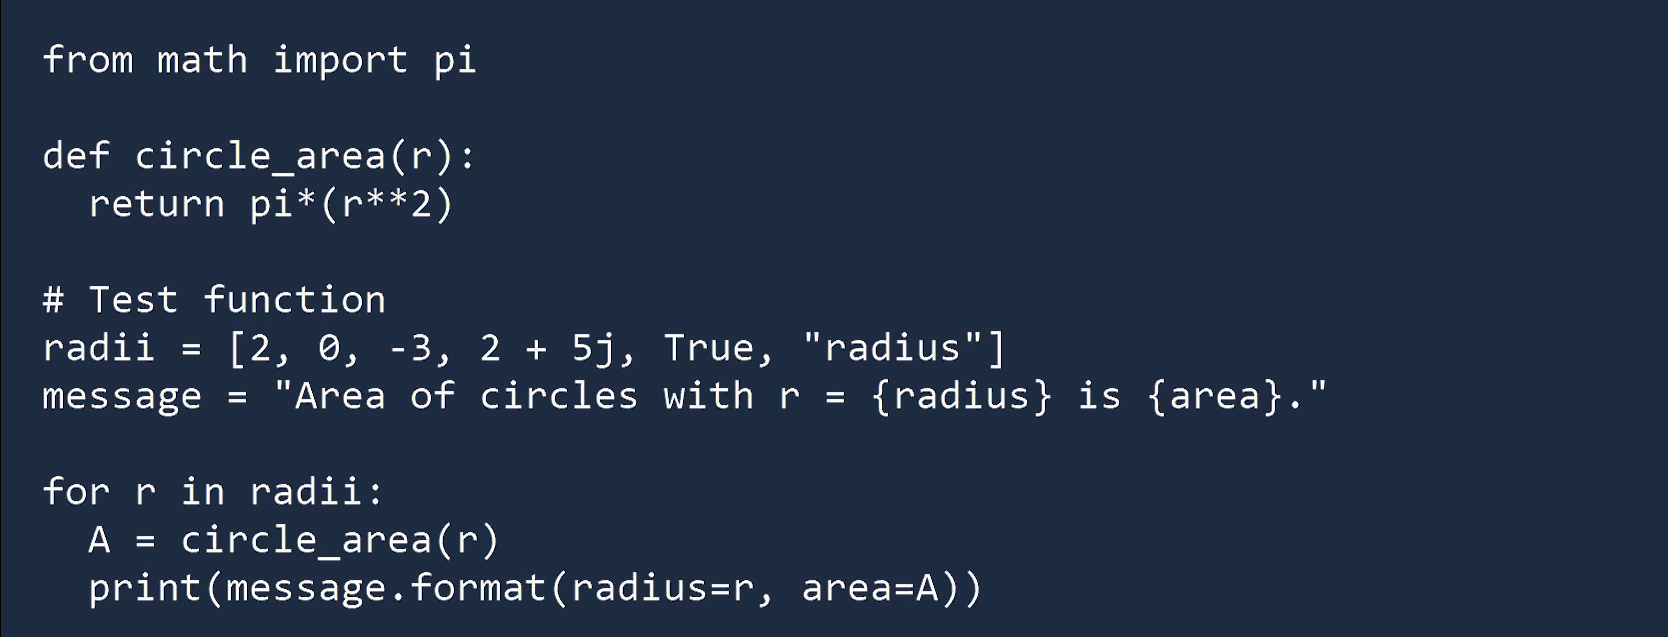 from math import pi
def circle_area(r):
  return pi*(r**2)
# Test function
radii = [2, 0, -3, 2 + 5j, True, "radius"]
message = "Area of circles with r = {radius} is {area}."
for r in radii:
  A = circle_area(r)
  print(message.format(radius=r, area=A))